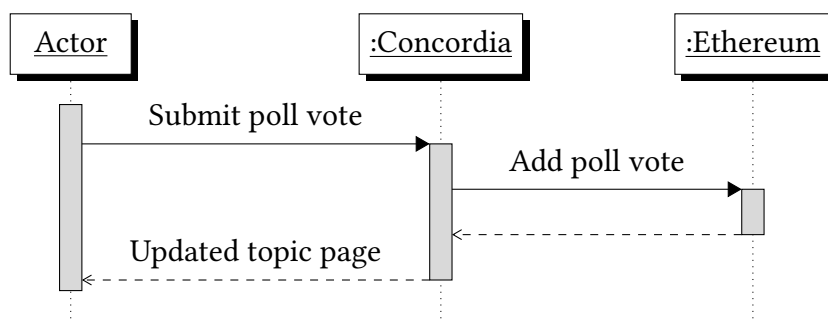 Actor
:Concordia
:Ethereum
Submit poll vote
Add poll vote
Updated topic page